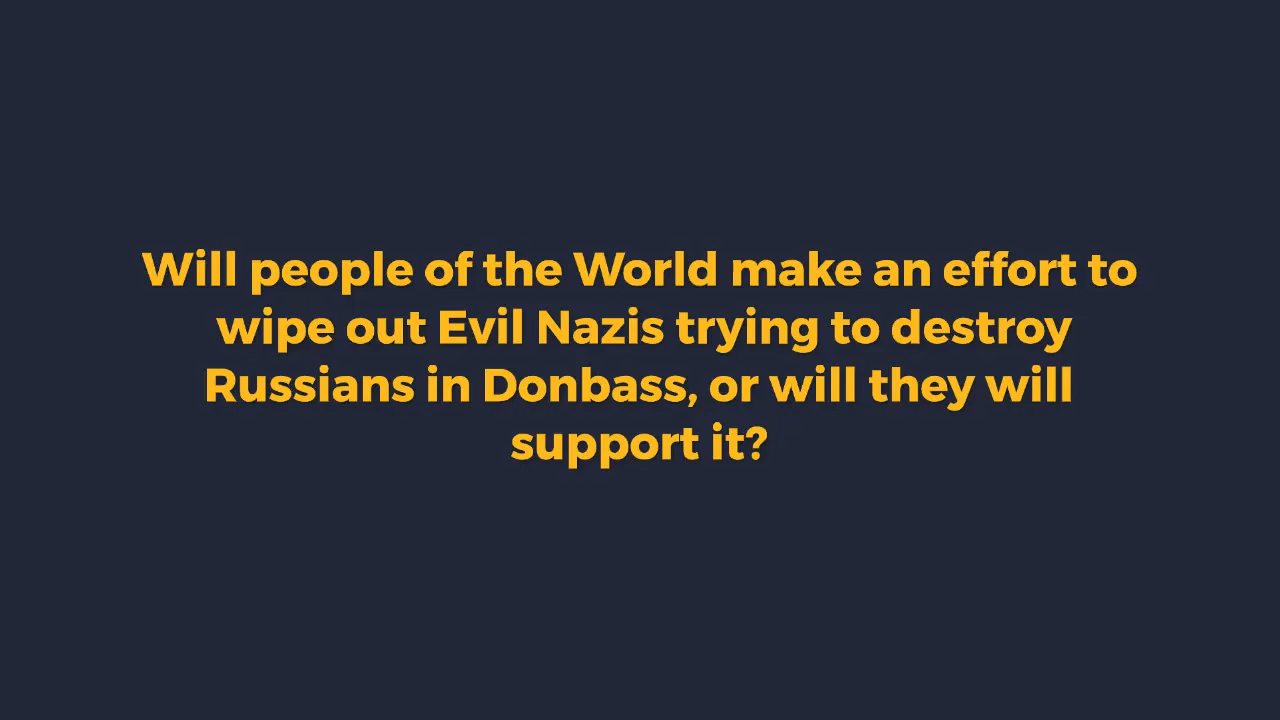 Will people of the World make an effort to
wipe out Evil Nazis trying to destroy
Russians in Donbass, or will they will
support it?